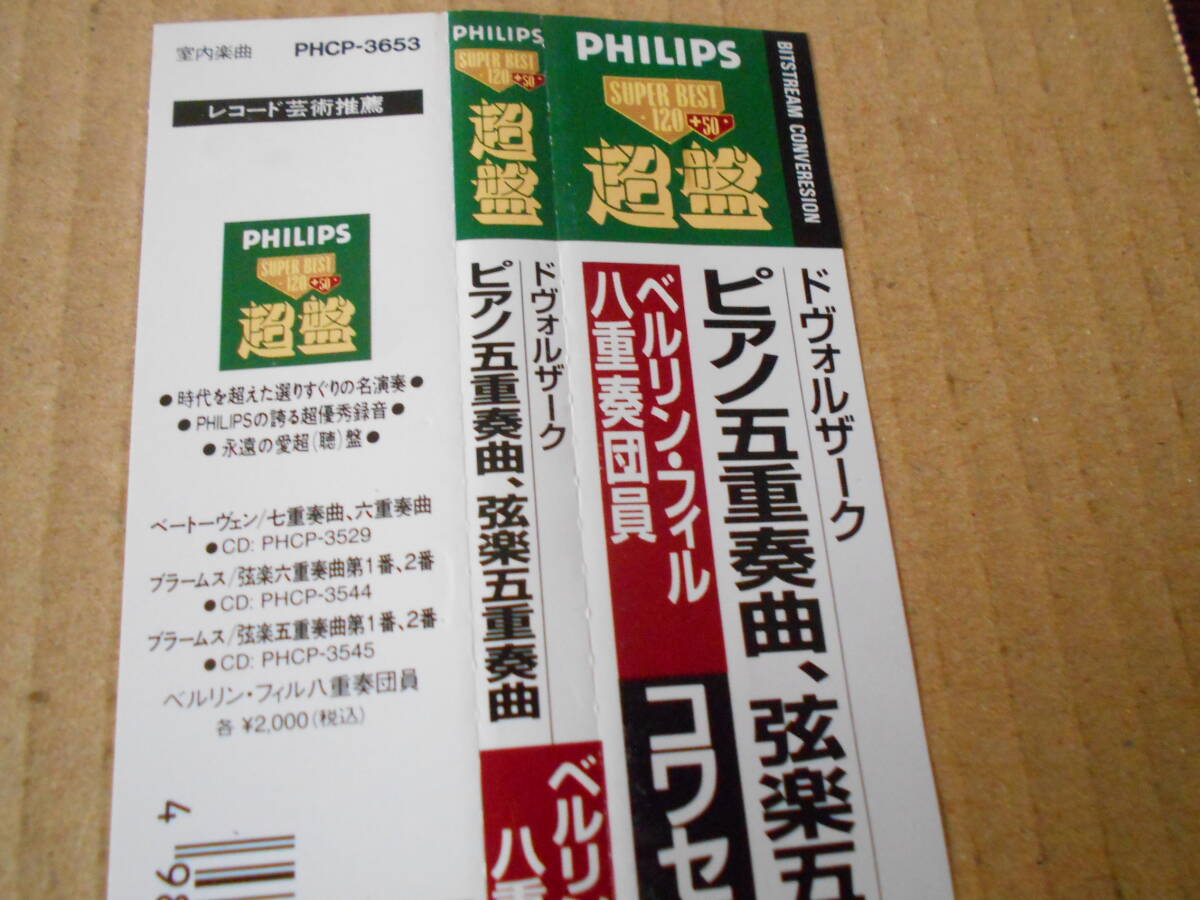 室内楽曲 PHCP-3653
レコード芸術推薦
PHILIPS
SUPER BEST
120 +50
超盤
●時代を超えた選りすぐりの名演奏●
●PHILIPSの誇る超優秀録音●
●永遠の愛超(聴)盤●
ベートーヴェン/七重奏曲、六重奏曲
●CD: PHCP-3529
ブラームス/弦楽六重奏曲第1番、2番
●CD: PHCP-3544
ブラームス/弦楽五重奏曲第1番、2番
●CD: PHCP-3545
ベルリン・フィル八重奏団員
各 ¥2,000(税込)
4
PHILIPS
SUPER BEST
120 +50
超盤
ドヴォルザーク
ピアノ五重奏曲、弦楽五重奏曲
ベルリン
八重
PHILIPS
SUPER BEST
120 +50
超盤
BITSTREAM CONVERESION
ドヴォルザーク
ピアノ五重奏曲、弦楽五
ベルリン・フィル
八重奏団員
コワセ